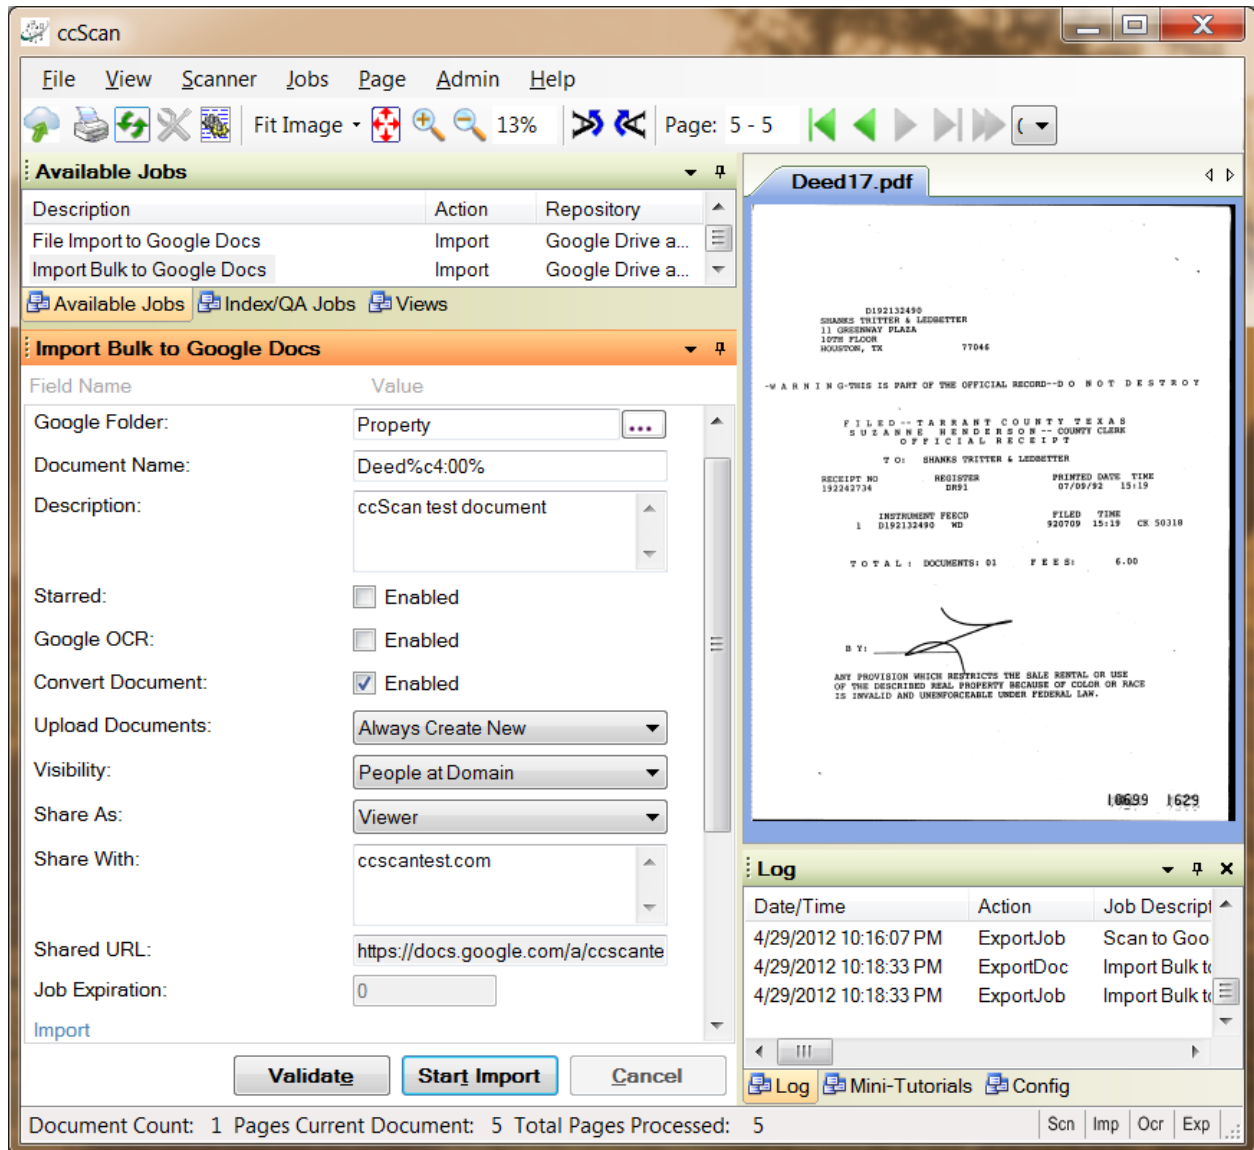 ccScan
File View Scanner Jobs Page Admin Help
Fit Image 13% Page: 5 - 5 (
Available Jobs
Description Action Repository
File Import to Google Docs Import Google Drive a...
Import Bulk to Google Docs Import Google Drive a...
Available Jobs Index/QA Jobs Views
Import Bulk to Google Docs
Field Name Value
Google Folder: Property ...
Document Name: Deed%c4:00%
Description: ccScan test document
Starred: Enabled
Google OCR: Enabled
Convert Document: Enabled
Upload Documents: Always Create New
Visibility: People at Domain
Share As: Viewer
Share With: ccscantest.com
Shared URL: https://docs.google.com/a/ccscante
Job Expiration: 0
Import
Validate Start Import Cancel
Deed17.pdf
D192132490
SHANKS TRITTER & LEDBETTER
11 GREENWAY PLAZA
10TH FLOOR
HOUSTON, TX 77046
-W A R N I N G-THIS IS PART OF THE OFFICIAL RECORD--D O N O T D E S T R O Y
F I L E D -- T A R R A N T C O U N T Y T E X A S
S U Z A N N E H E N D E R S O N -- COUNTY CLERK
O F F I C I A L R E C E I P T
T O: SHANKS TRITTER & LEDBETTER
RECEIPT NO REGISTER PRINTED DATE TIME
192242734 DR91 07/09/92 15:19
INSTRUMENT FEECD FILED TIME
1 D192132490 WD 920709 15:19 CK 50318
T O T A L : DOCUMENTS: 01 F E E S: 6.00
B Y:
ANY PROVISION WHICH RESTRICTS THE SALE RENTAL OR USE
OF THE DESCRIBED REAL PROPERTY BECAUSE OF COLOR OR RACE
IS INVALID AND UNENFORCEABLE UNDER FEDERAL LAW.
10699 1629
Log
Date/Time Action Job Descript
4/29/2012 10:16:07 PM ExportJob Scan to Goo
4/29/2012 10:18:33 PM ExportDoc Import Bulk to
4/29/2012 10:18:33 PM ExportJob Import Bulk to
Log Mini-Tutorials Config
Document Count: 1 Pages Current Document: 5 Total Pages Processed: 5 Scn Imp Ocr Exp